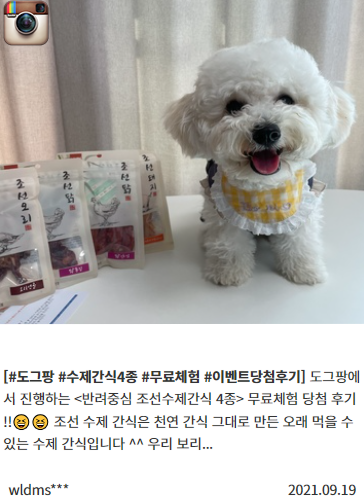 조선오리
조선닭
조선닭
조선돼지
[#도그팡 #수제간식4종 #무료체험 #이벤트당첨후기] 도그팡에
서 진행하는 <반려중심 조선수제간식 4종> 무료체험 당첨 후기
!!😆😆 조선 수제 간식은 천연 간식 그대로 만든 오래 먹을 수
있는 수제 간식입니다 ^^ 우리 보리...
wldms***
2021.09.19